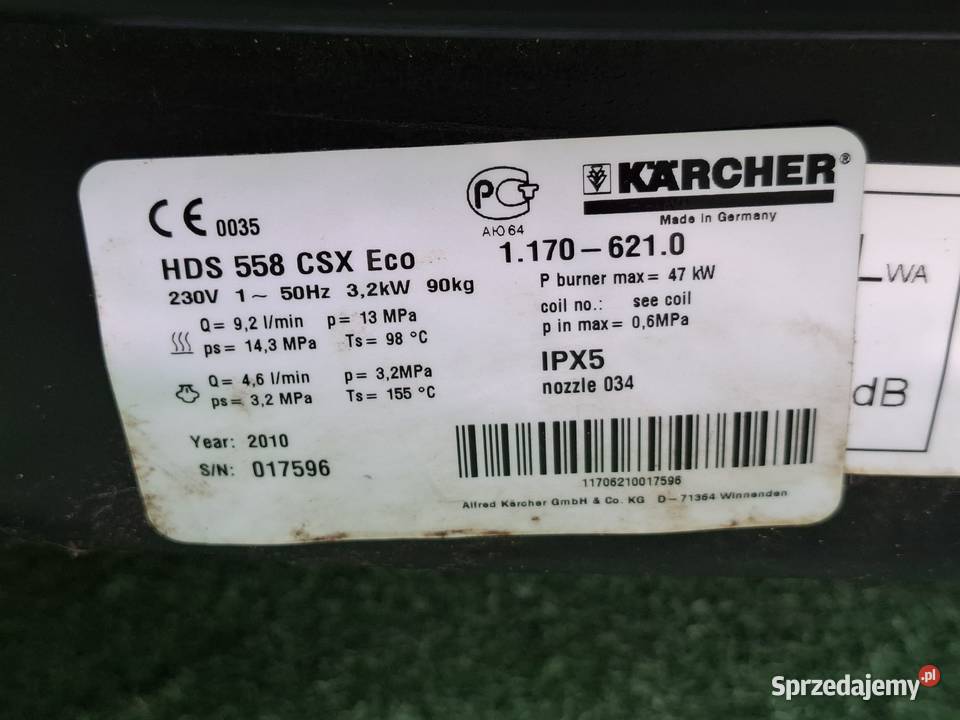 CE 0035
PCT
АЮ64
KÄRCHER®
Made in Germany
HDS 558 CSX Eco
1.170-621.0
230V 1~ 50Hz 3,2kW 90kg
P burner max= 47 kW
Q= 9,2 l/min p= 13 MPa
coil no.: see coil
ps= 14,3 MPa Ts= 98 °C
p in max= 0,6MPa
IPX5
Q= 4,6 l/min p= 3,2MPa
nozzle 034
ps= 3,2 MPa Ts= 155 °C
Year: 2010
S/N: 017596
11706210017596
Alfred Kärcher GmbH & Co. KG D-71364 Winnenden
LWA
dB
Sprzedajemy.pl